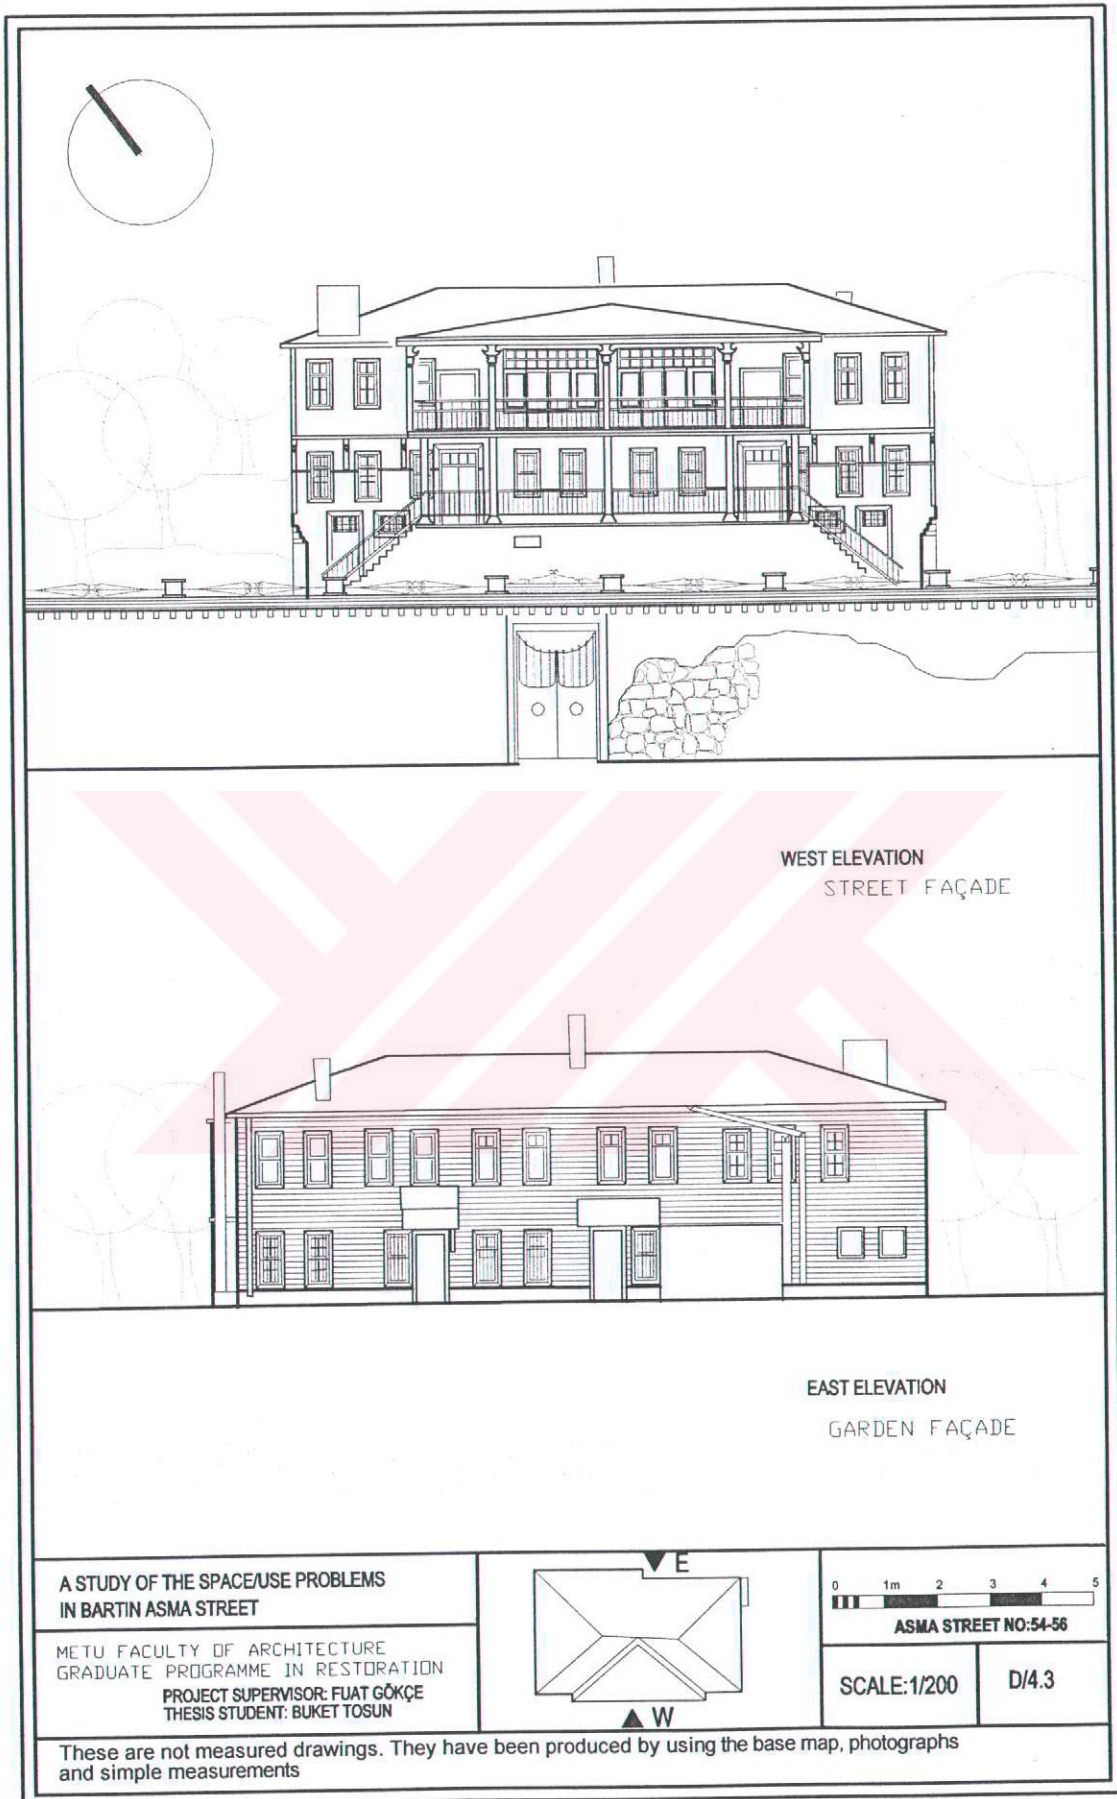 WEST ELEVATION
STREET FAÇADE
EAST ELEVATION
GARDEN FAÇADE
A STUDY OF THE SPACE/USE PROBLEMS
IN BARTIN ASMA STREET
METU FACULTY OF ARCHITECTURE
GRADUATE PROGRAMME IN RESTORATION
PROJECT SUPERVISOR: FUAT GÖKÇE
THESIS STUDENT: BUKET TOSUN
E
W
0 1m 2 3 4 5
ASMA STREET NO:54-56
SCALE:1/200
D/4.3
These are not measured drawings. They have been produced by using the base map, photographs
and simple measurements